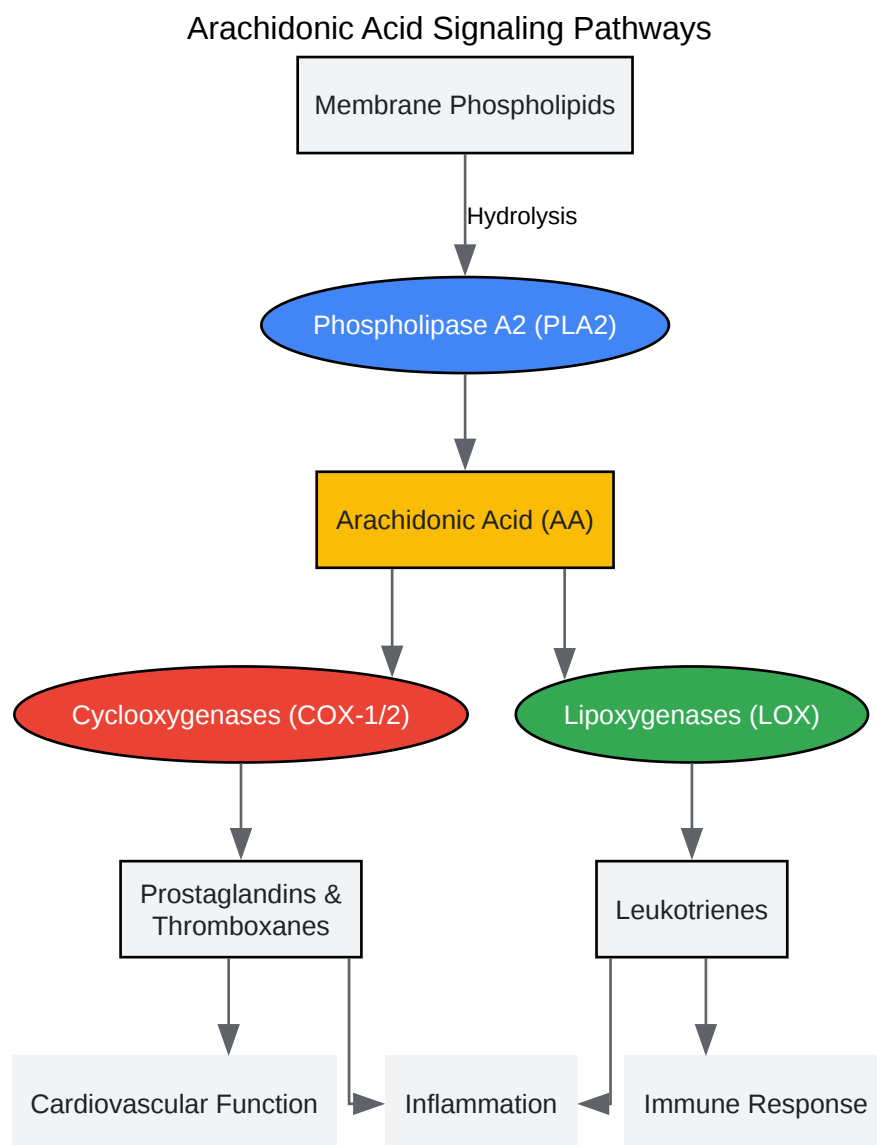 Arachidonic Acid Signaling Pathways
Membrane Phospholipids
Hydrolysis
Phospholipase A2 (PLA2)
Arachidonic Acid (AA)
Cyclooxygenases (COX-1/2)
Lipoxygenases (LOX)
Prostaglandins &
Thromboxanes
Leukotrienes
Cardiovascular Function
Inflammation
Immune Response